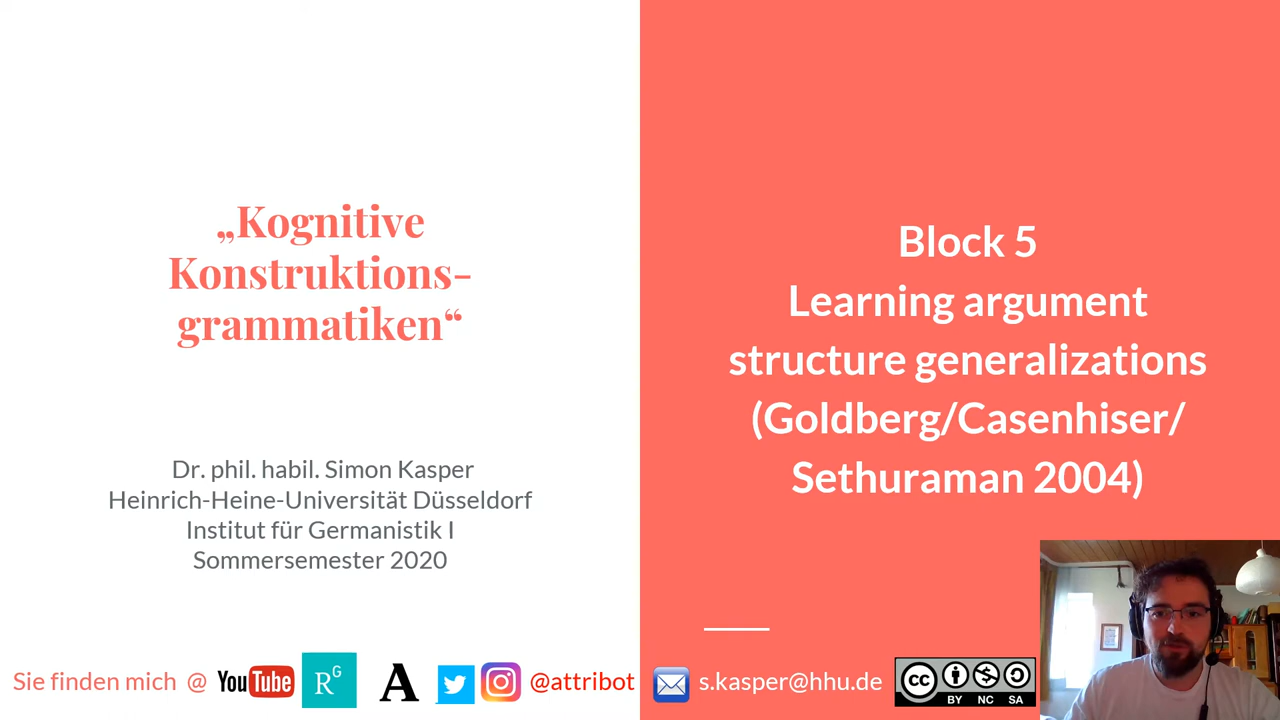 „Kognitive
Konstruktions-
grammatiken“
Dr. phil. habil. Simon Kasper
Heinrich-Heine-Universität Düsseldorf
Institut für Germanistik I
Sommersemester 2020
Block 5
Learning argument
structure generalizations
(Goldberg/Casenhiser/
Sethuraman 2004)
Sie finden mich @ YouTube RG A @attribot s.kasper@hhu.de cc BY NC SA